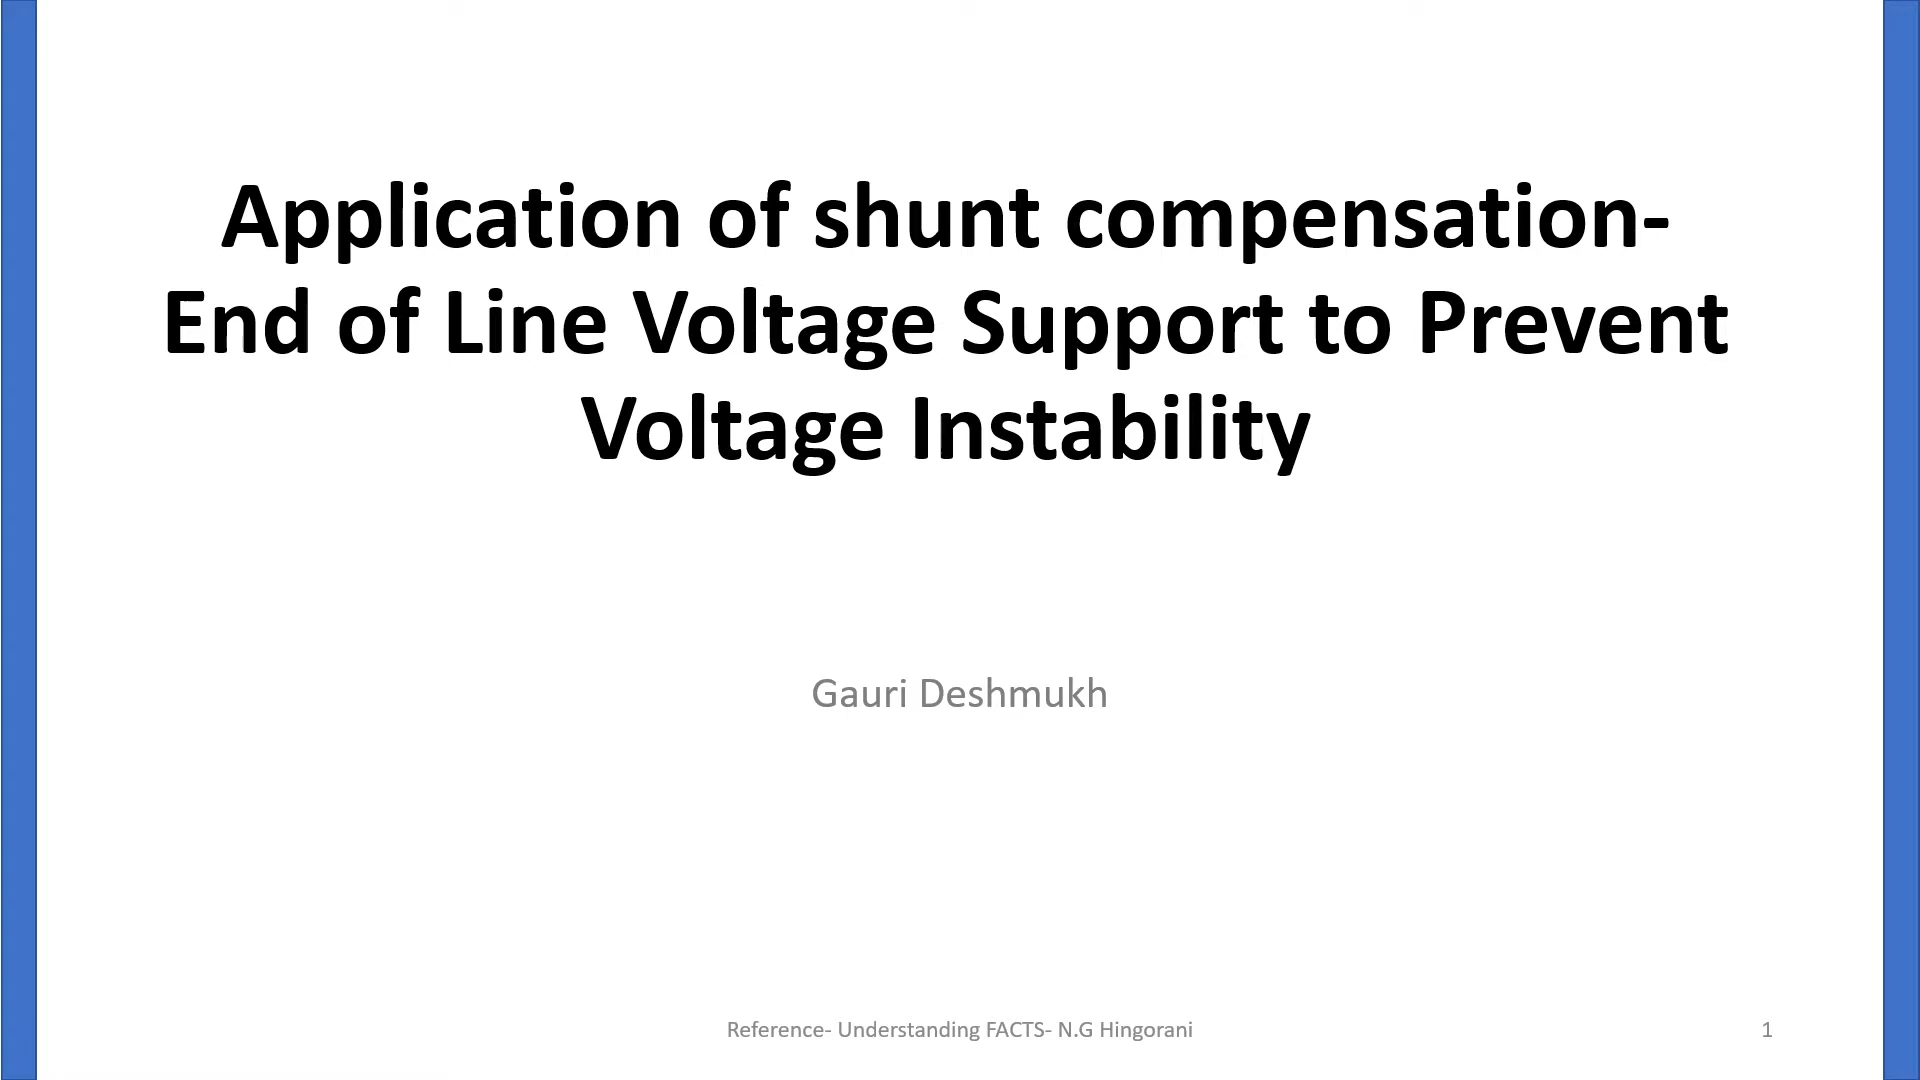 Application of shunt compensation-
End of Line Voltage Support to Prevent
Voltage Instability
Gauri Deshmukh
Reference- Understanding FACTS- N.G Hingorani
1